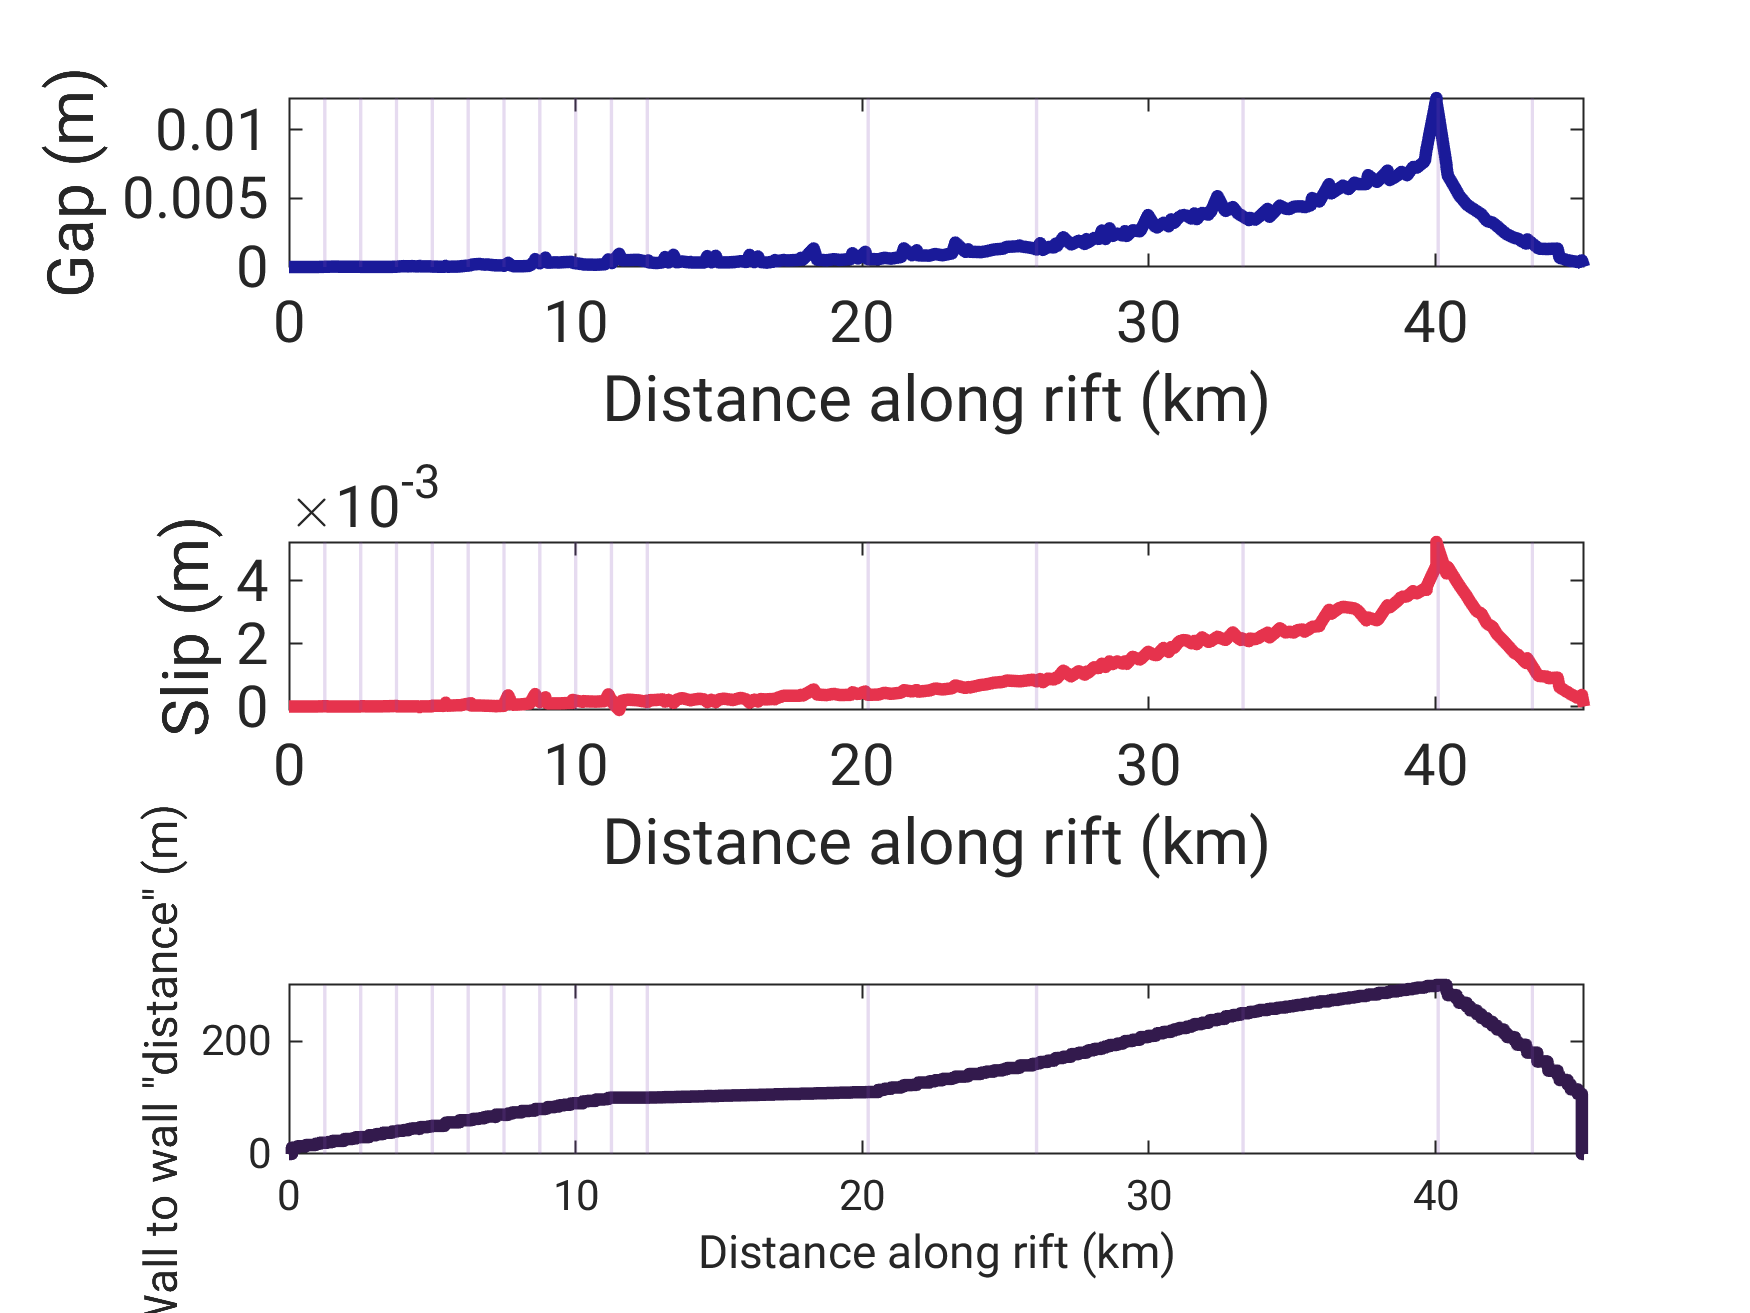 Gap (m)
0.01
0.005
0
0 10 20 30 40
Distance along rift (km)
×10-3
Slip (m)
4
2
0
0 10 20 30 40
Distance along rift (km)
Wall to wall "distance" (m)
200
0
0 10 20 30 40
Distance along rift (km)